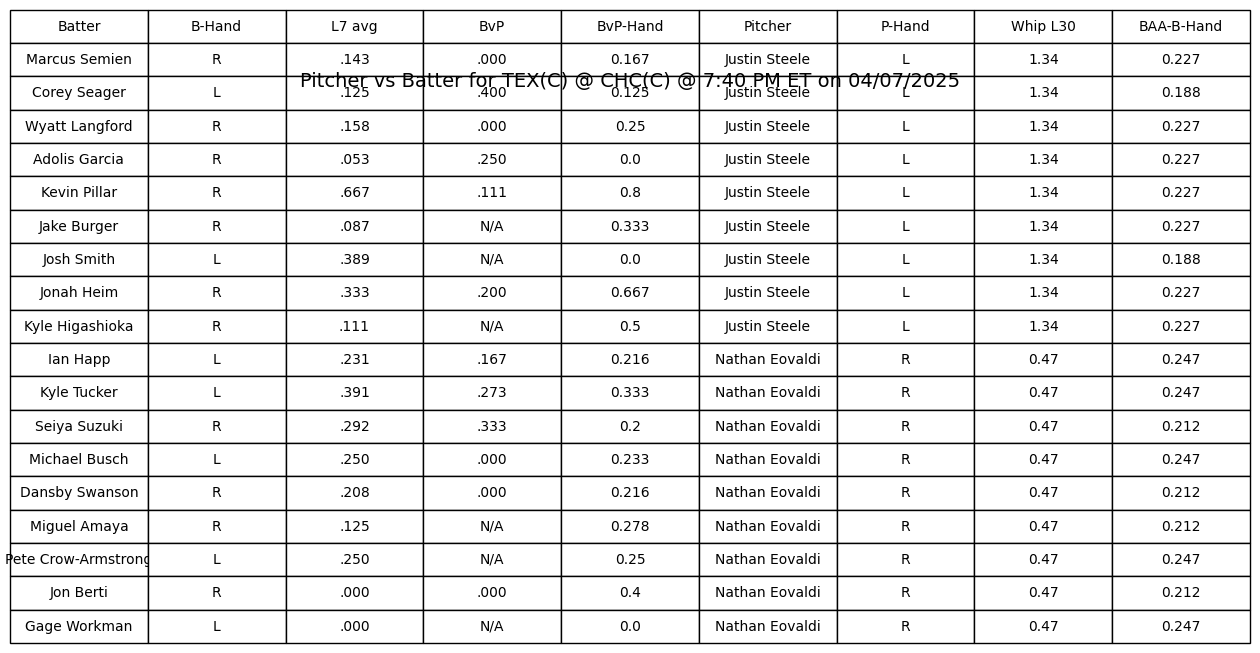 Batter B-Hand L7 avg BvP BvP-Hand Pitcher P-Hand Whip L30 BAA-B-Hand
Marcus Semien R .143 .000 0.167 Justin Steele L 1.34 0.227
Pitcher vs Batter for TEX(C) @ CHC(C) @ 7:40 PM ET on 04/07/2025
Corey Seager L .125 .400 0.125 Justin Steele L 1.34 0.188
Wyatt Langford R .158 .000 0.25 Justin Steele L 1.34 0.227
Adolis Garcia R .053 .250 0.0 Justin Steele L 1.34 0.227
Kevin Pillar R .667 .111 0.8 Justin Steele L 1.34 0.227
Jake Burger R .087 N/A 0.333 Justin Steele L 1.34 0.227
Josh Smith L .389 N/A 0.0 Justin Steele L 1.34 0.188
Jonah Heim R .333 .200 0.667 Justin Steele L 1.34 0.227
Kyle Higashioka R .111 N/A 0.5 Justin Steele L 1.34 0.227
Ian Happ L .231 .167 0.216 Nathan Eovaldi R 0.47 0.247
Kyle Tucker L .391 .273 0.333 Nathan Eovaldi R 0.47 0.247
Seiya Suzuki R .292 .333 0.2 Nathan Eovaldi R 0.47 0.212
Michael Busch L .250 .000 0.233 Nathan Eovaldi R 0.47 0.247
Dansby Swanson R .208 .000 0.216 Nathan Eovaldi R 0.47 0.212
Miguel Amaya R .125 N/A 0.278 Nathan Eovaldi R 0.47 0.212
Pete Crow-Armstrong L .250 N/A 0.25 Nathan Eovaldi R 0.47 0.247
Jon Berti R .000 .000 0.4 Nathan Eovaldi R 0.47 0.212
Gage Workman L .000 N/A 0.0 Nathan Eovaldi R 0.47 0.247